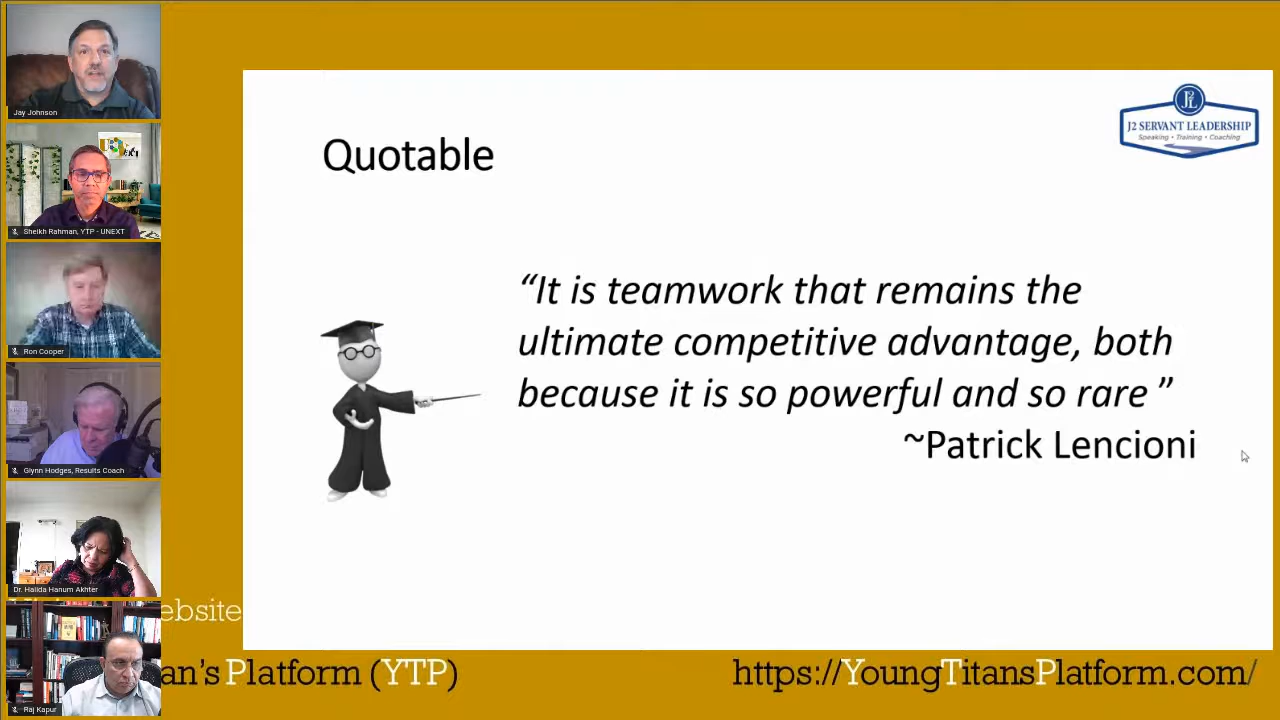 Jay Johnson
Sheikh Rahman, YTP - UNEXT
Ron Cooper
Glynn Hodges, Results Coach
Dr. Halida Hanum Akhter
Raj Kapur
J2 SERVANT LEADERSHIP
Speaking • Training • Coaching
Quotable
“It is teamwork that remains the
ultimate competitive advantage, both
because it is so powerful and so rare ”
~Patrick Lencioni
ebsite
an’s Platform (YTP)
https://YoungTitansPlatform.com/